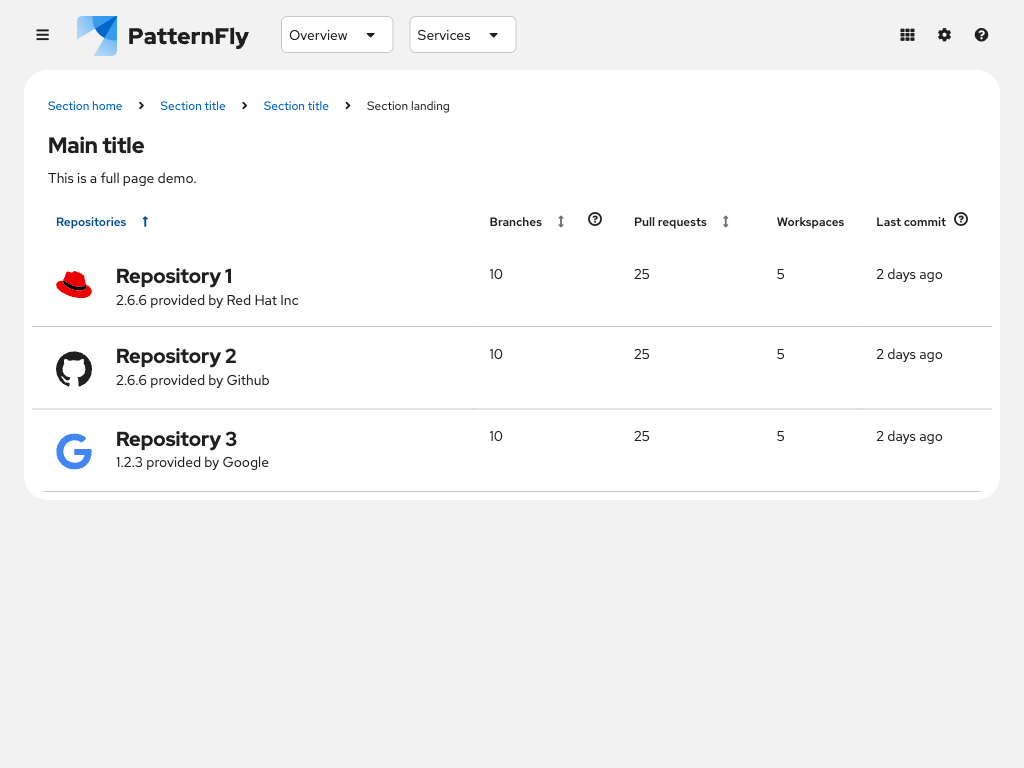 PatternFly Overview Services
Section home Section title Section title Section landing
Main title
This is a full page demo.
Repositories Branches Pull requests Workspaces Last commit
Repository 1 10 25 5 2 days ago
2.6.6 provided by Red Hat Inc
Repository 2 10 25 5 2 days ago
2.6.6 provided by Github
Repository 3 10 25 5 2 days ago
1.2.3 provided by Google